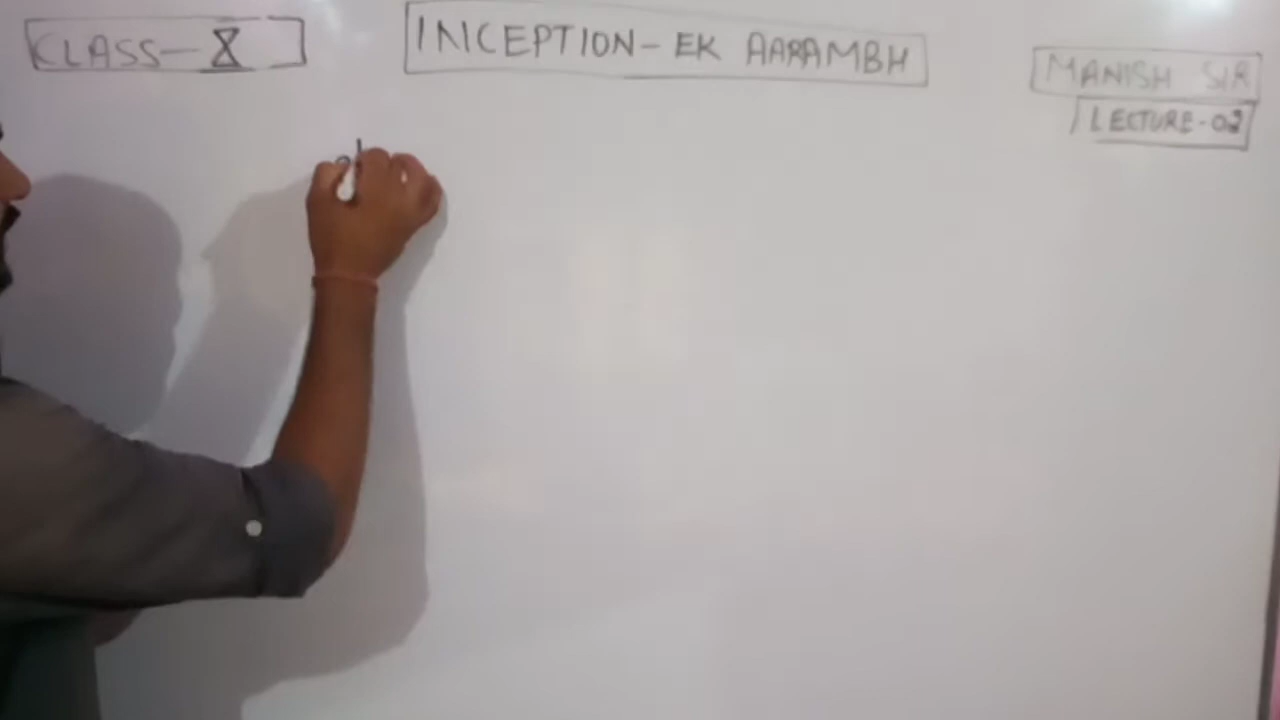 CLASS-X
INCEPTION-EK AARAMBH
MANISH SIR
LECTURE-02